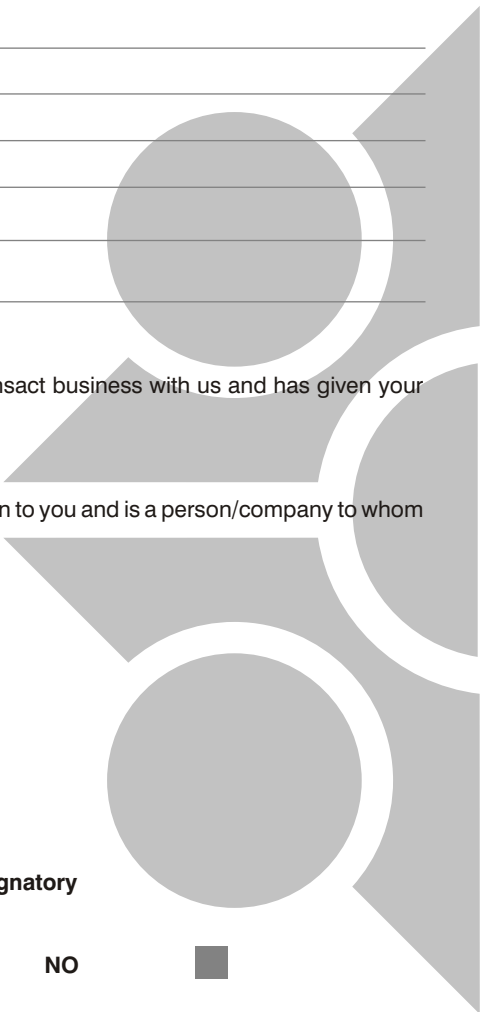 nsact business with us and has given your
n to you and is a person/company to whom
gnatory
NO